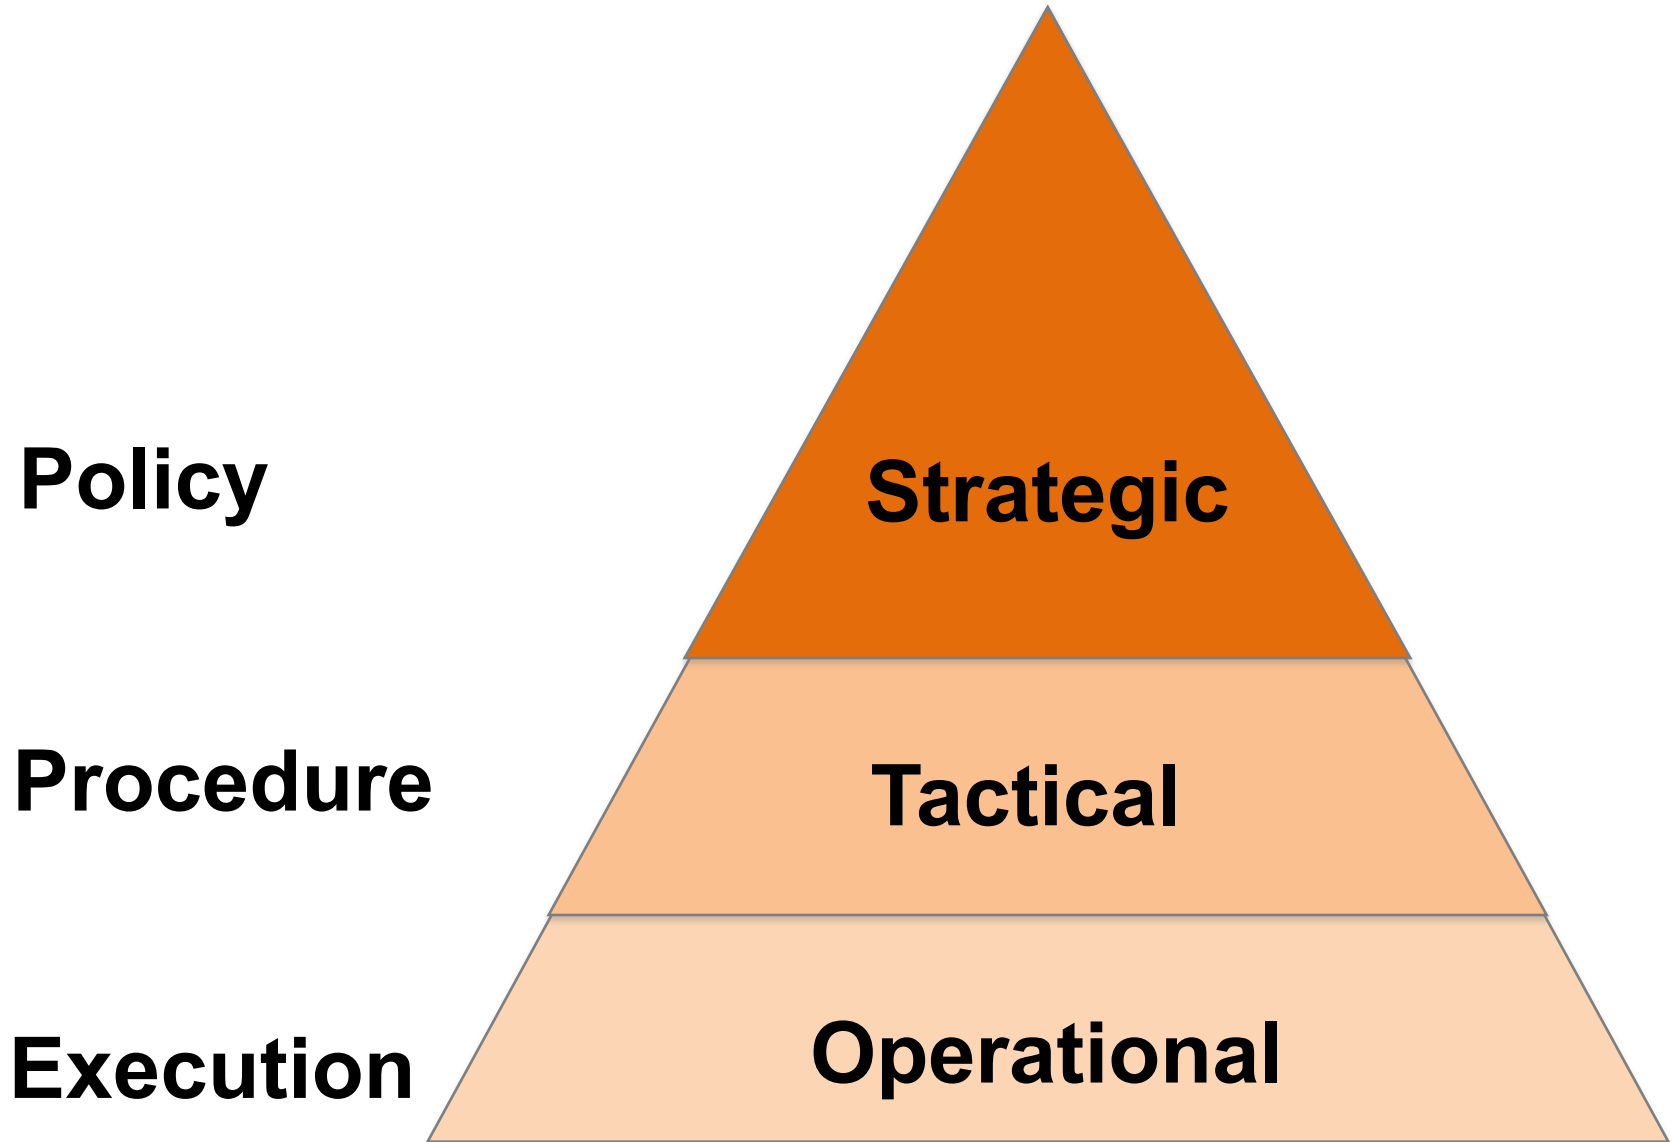 Policy
Strategic
Procedure
Tactical
Execution
Operational